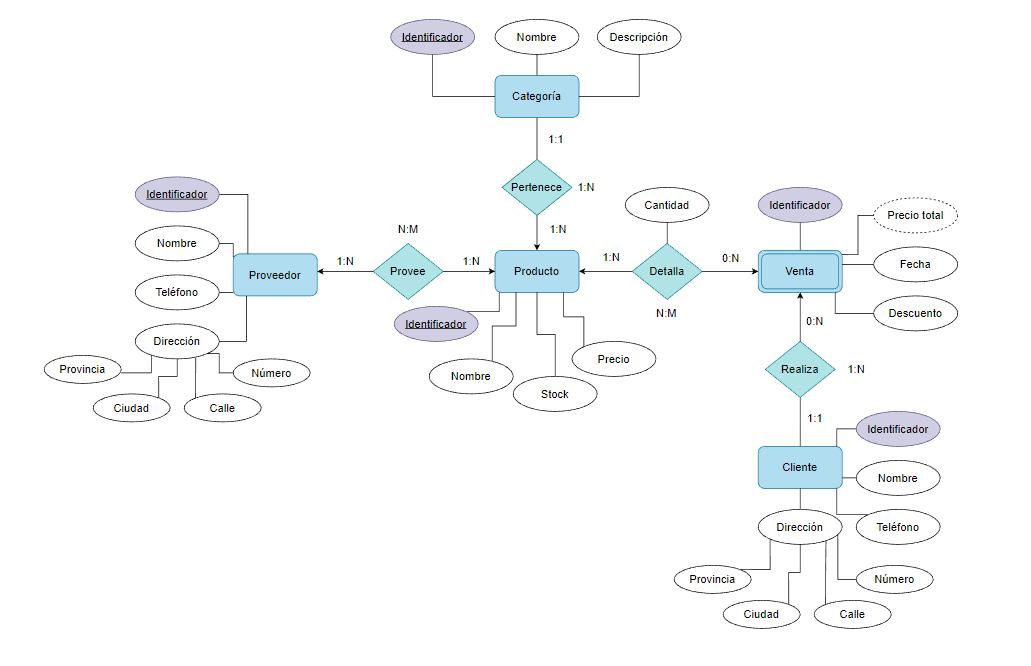 Identificador
Nombre
Descripción
Categoría
1:1
Pertenece
1:N
1:N
Identificador
Nombre
Teléfono
Dirección
Provincia
Ciudad
Calle
Número
Proveedor
1:N
N:M
Provee
1:N
Producto
Identificador
Nombre
Stock
Precio
1:N
Cantidad
Detalla
N:M
0:N
Identificador
Precio total
Venta
Fecha
Descuento
0:N
Realiza
1:N
1:1
Cliente
Identificador
Nombre
Teléfono
Dirección
Provincia
Ciudad
Calle
Número